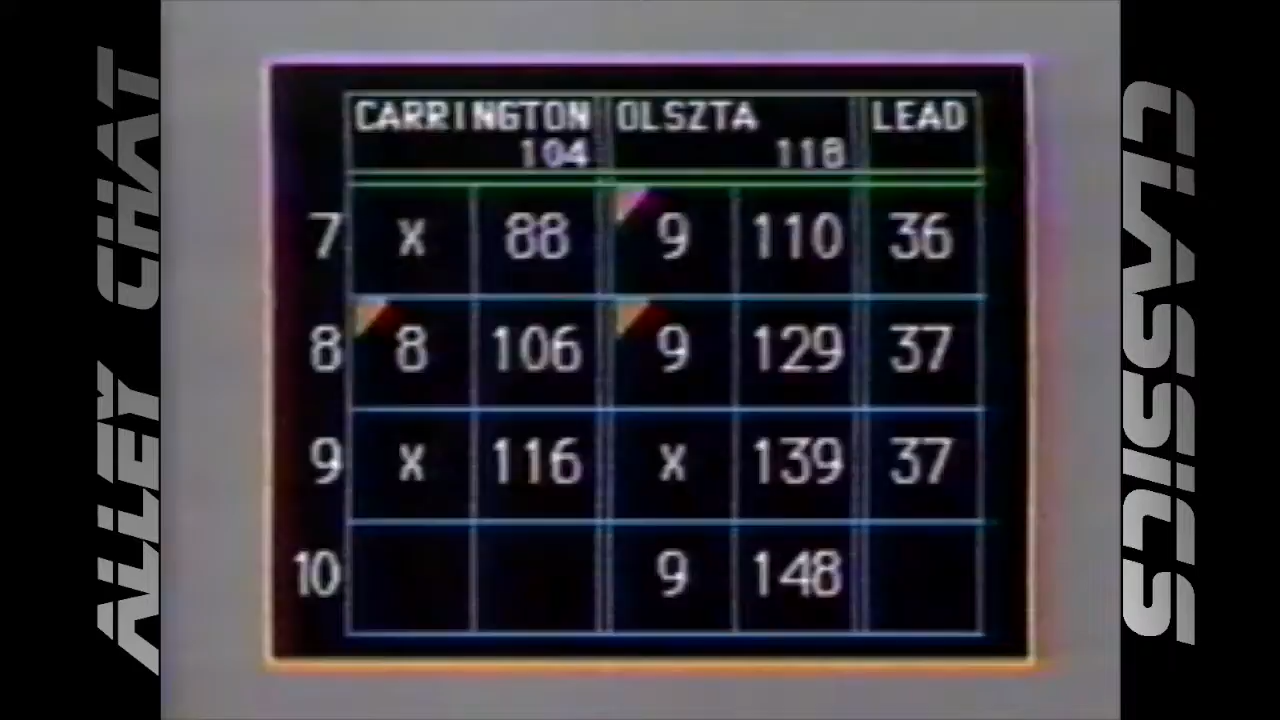 ALLEY CHAT
CARRINGTON OLSZTA LEAD
104 118
7 X 88 9 110 36
8 8 106 9 129 37
9 X 116 X 139 37
10 9 148
CLASSICS